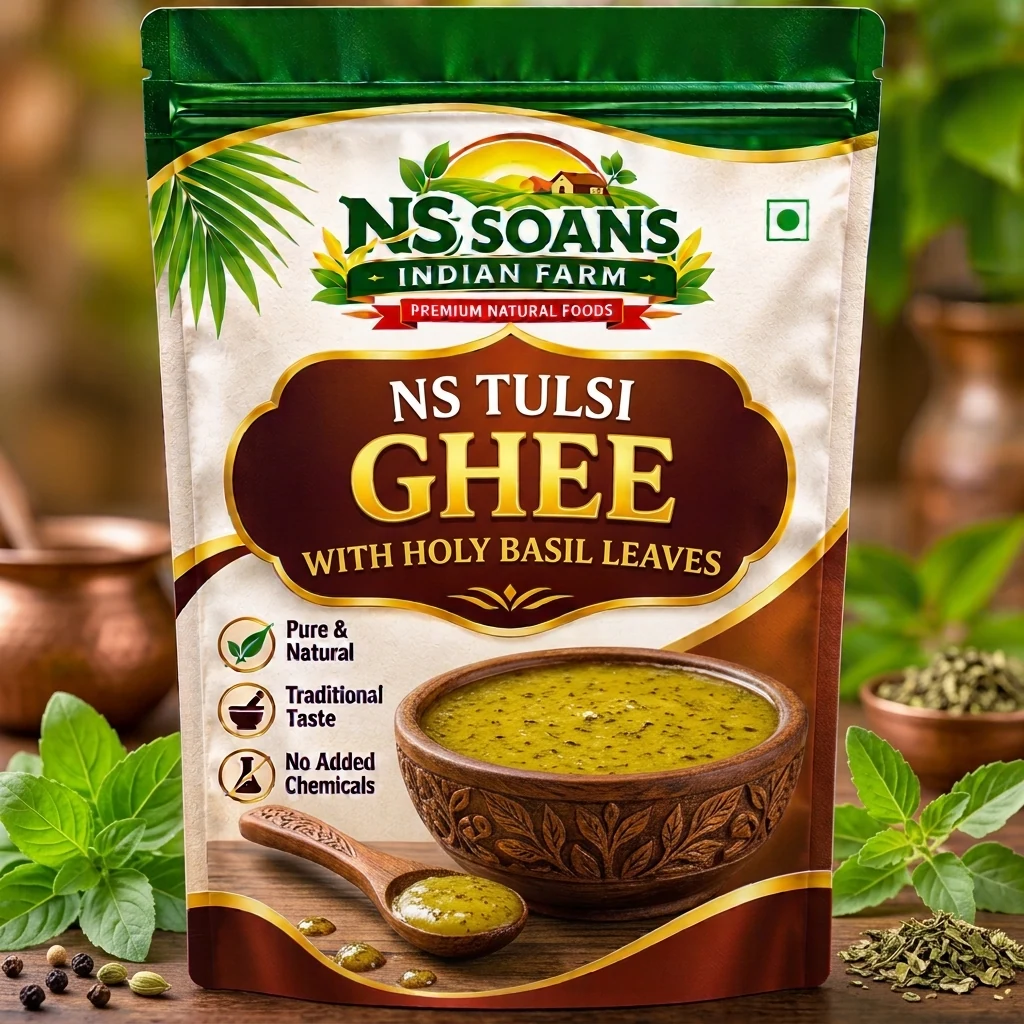 NS SOANS
INDIAN FARM
PREMIUM NATURAL FOODS
NS TULSI
GHEE
WITH HOLY BASIL LEAVES
Pure &
Natural
Traditional
Taste
No Added
Chemicals